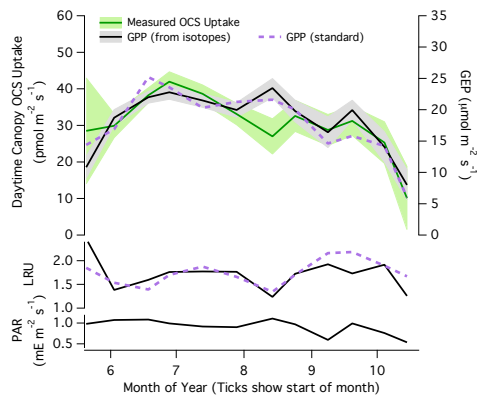 Measured OCS Uptake
GPP (from isotopes)
GPP (standard)
Daytime Canopy OCS Uptake
(pmol m⁻² s⁻¹)
60
50
40
30
20
10
0
35
30
25
20
15
10
5
0
GEP (μmol m⁻² s⁻¹)
LRU
2.0
1.5
1.0
PAR
(mE m⁻² s⁻¹)
1.0
0.5
6
7
8
9
10
Month of Year (Ticks show start of month)